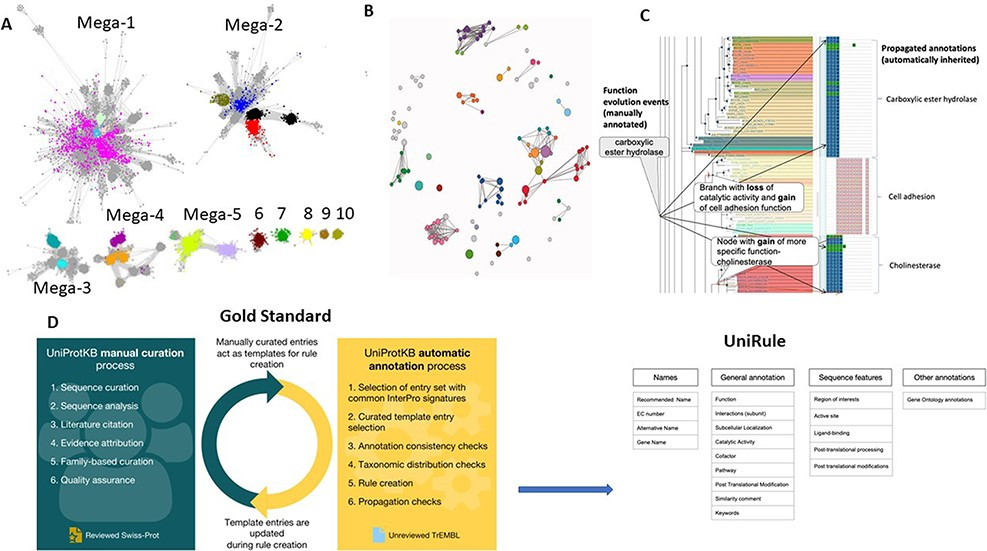 A
Mega-1
Mega-2
Mega-4
Mega-5
6
7
8
9
10
Mega-3
B
C
Function
evolution events
(manually
annotated)
carboxylic
ester hydrolase
Branch with loss of
catalytic activity and gain
of cell adhesion function
Node with gain of more
specific function-
cholinesterase
Propagated annotations
(automatically inherited)
Carboxylic ester hydrolase
Cell adhesion
Cholinesterase
D
Gold Standard
UniProtKB manual curation
process
1. Sequence curation
2. Sequence analysis
3. Literature citation
4. Evidence attribution
5. Family-based curation
6. Quality assurance
Reviewed Swiss-Prot
Manually curated entries
act as templates for rule
creation
Template entries are
updated
during rule creation
UniProtKB automatic
annotation process
1. Selection of entry set with
common InterPro signatures
2. Curated template entry
selection
3. Annotation consistency checks
4. Taxonomic distribution checks
5. Rule creation
6. Propagation checks
Unreviewed TrEMBL
UniRule
Names
Recommended Name
EC number
Alternative Name
Gene Name
General annotation
Function
Interactions (subunit)
Subcellular Localization
Catalytic Activity
Cofactor
Pathway
Post Translational Modification
Similarity comment
Keywords
Sequence features
Region of interests
Active site
Ligand-binding
Post-translational processing
Post translational modifications
Other annotations
Gene Ontology annotations